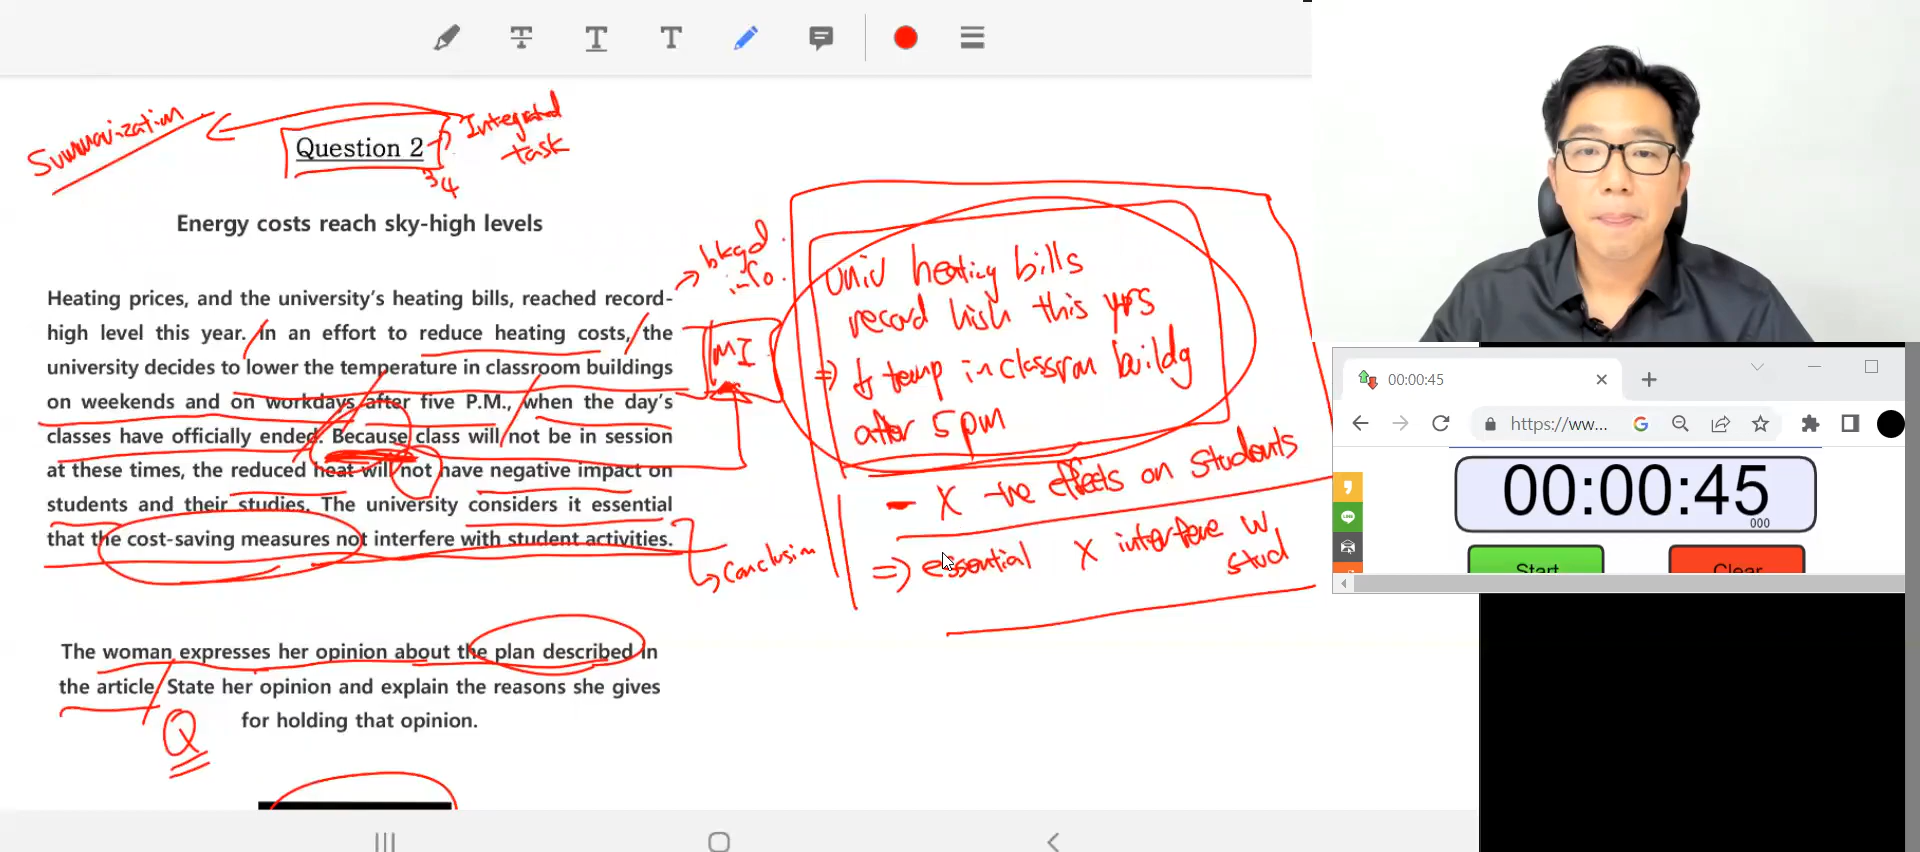 Summarization
Integrated
task
Question 2
3 4
Energy costs reach sky-high levels
Heating prices, and the university's heating bills, reached record-
high level this year. In an effort to reduce heating costs, the
university decides to lower the temperature in classroom buildings
on weekends and on workdays after five P.M., when the day's
classes have officially ended. Because class will not be in session
at these times, the reduced heat will not have negative impact on
students and their studies. The university considers it essential
that the cost-saving measures not interfere with student activities.
bkgd
info.
MI
Conclusion
univ heating bills
record high this yrs
⇒ ↓ temp in classrom buildg
after 5 pm
- X -ve effects on students
⇒ essential X interfere w,
stud
The woman expresses her opinion about the plan described in
the article. State her opinion and explain the reasons she gives
for holding that opinion.
Q
00:00:45
https://ww...
00:00:45
000
Start
Clear